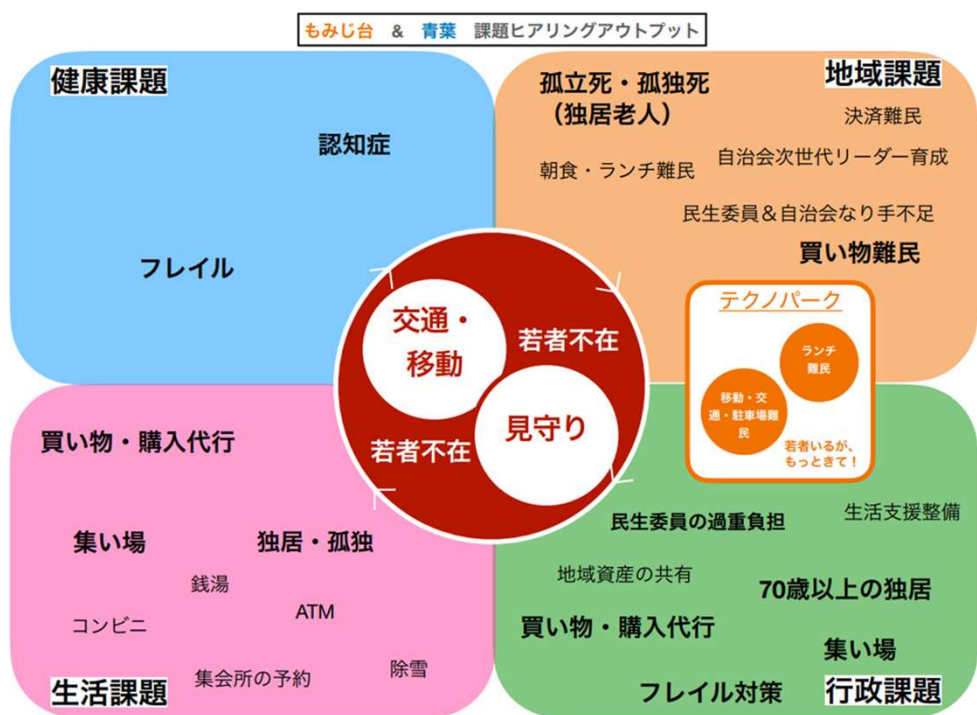 もみじ台 & 青葉 課題ヒアリングアウトプット
健康課題
認知症
フレイル
地域課題
孤立死・孤独死
(独居老人)
決済難民
朝食・ランチ難民
自治会次世代リーダー育成
民生委員&自治会なり手不足
買い物難民
テクノパーク
ランチ
難民
移動・交
通・駐車場難
民
若者いるが、
もっときて!
交通・
移動
若者不在
若者不在
見守り
買い物・購入代行
集い場
独居・孤独
銭湯
ATM
コンビニ
集会所の予約
除雪
生活課題
民生委員の過重負担
生活支援整備
地域資産の共有
70歳以上の独居
買い物・購入代行
集い場
フレイル対策
行政課題